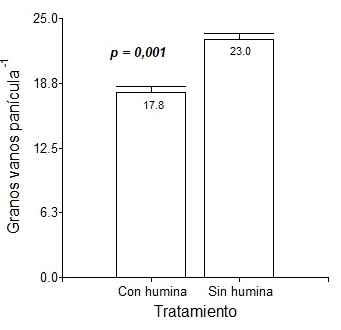 25.0
p = 0,001
23.0
18.8
17.8
12.5
6.3
0.0
Granos vanos panícula⁻¹
Con humina
Sin humina
Tratamiento